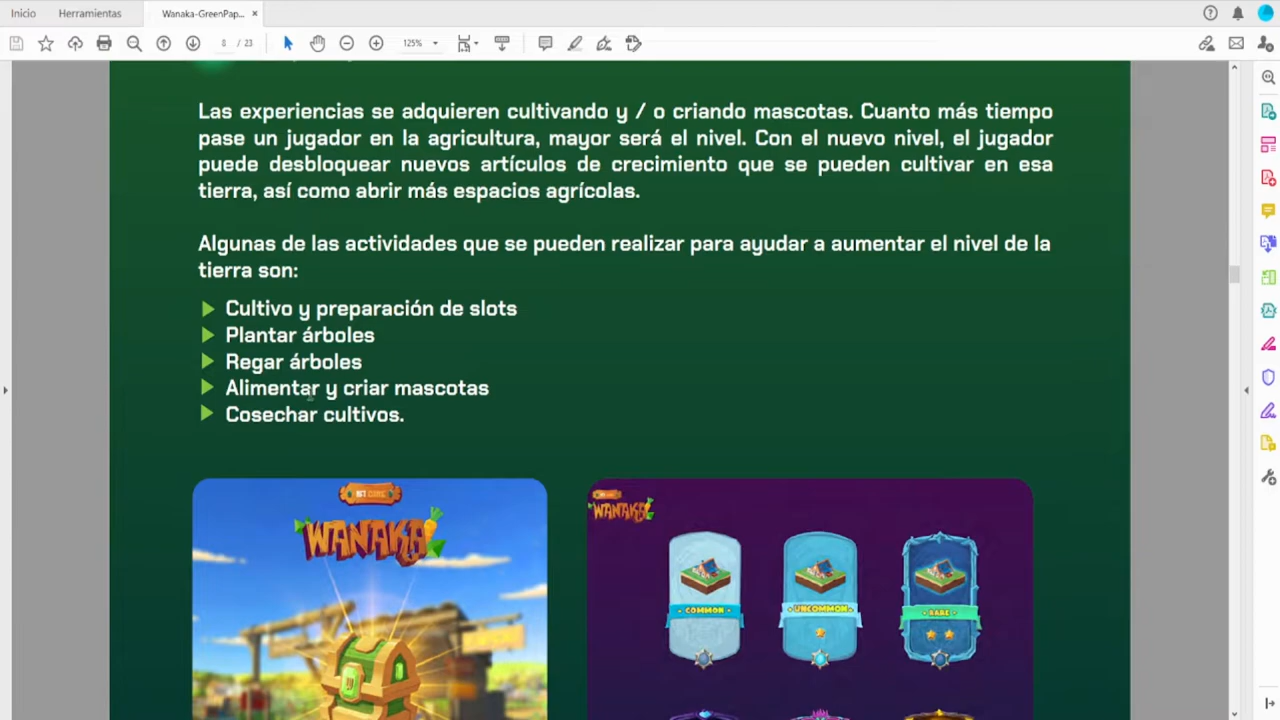 Inicio
Herramientas
Wanaka-GreenPap...
8 / 23
125%
Las experiencias se adquieren cultivando y / o criando mascotas. Cuanto más tiempo
pase un jugador en la agricultura, mayor será el nivel. Con el nuevo nivel, el jugador
puede desbloquear nuevos artículos de crecimiento que se pueden cultivar en esa
tierra, así como abrir más espacios agrícolas.
Algunas de las actividades que se pueden realizar para ayudar a aumentar el nivel de la
tierra son:
Cultivo y preparación de slots
Plantar árboles
Regar árboles
Alimentar y criar mascotas
Cosechar cultivos.
WANAKA
WANAKA
COMMON
UNCOMMON
RARE